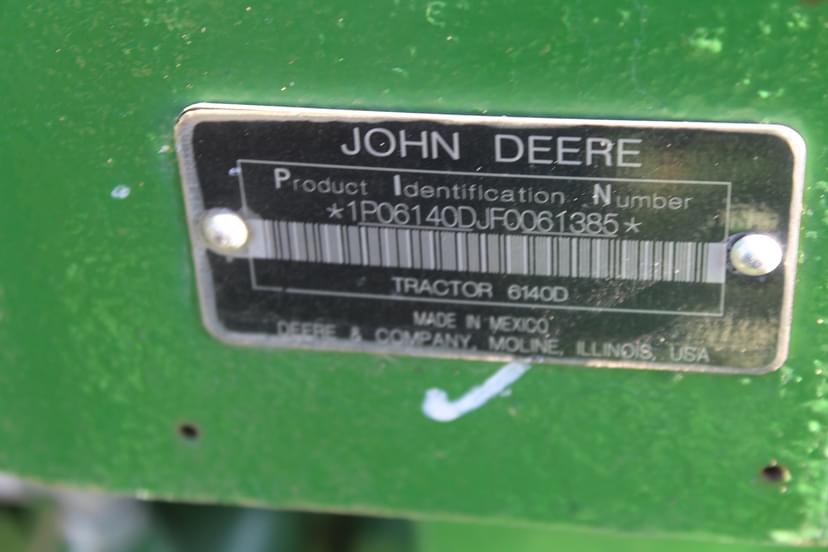 JOHN DEERE
Product Identification Number
*1P06140DJF0061385*
TRACTOR 6140D
MADE IN MEXICO
DEERE & COMPANY, MOLINE, ILLINOIS, USA